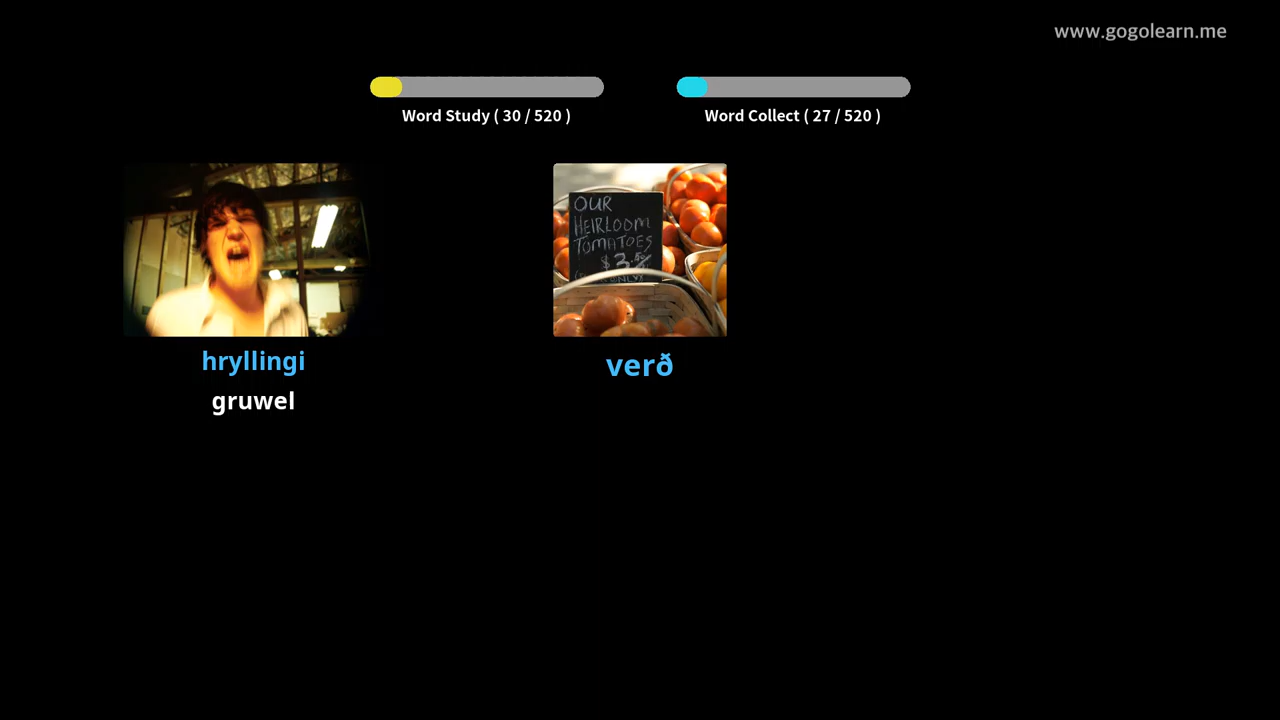 www.gogolearn.me
Word Study ( 30 / 520 )
Word Collect ( 27 / 520 )
OUR
HEIRLOOM
TOMATOES
hryllingi
verð
gruwel